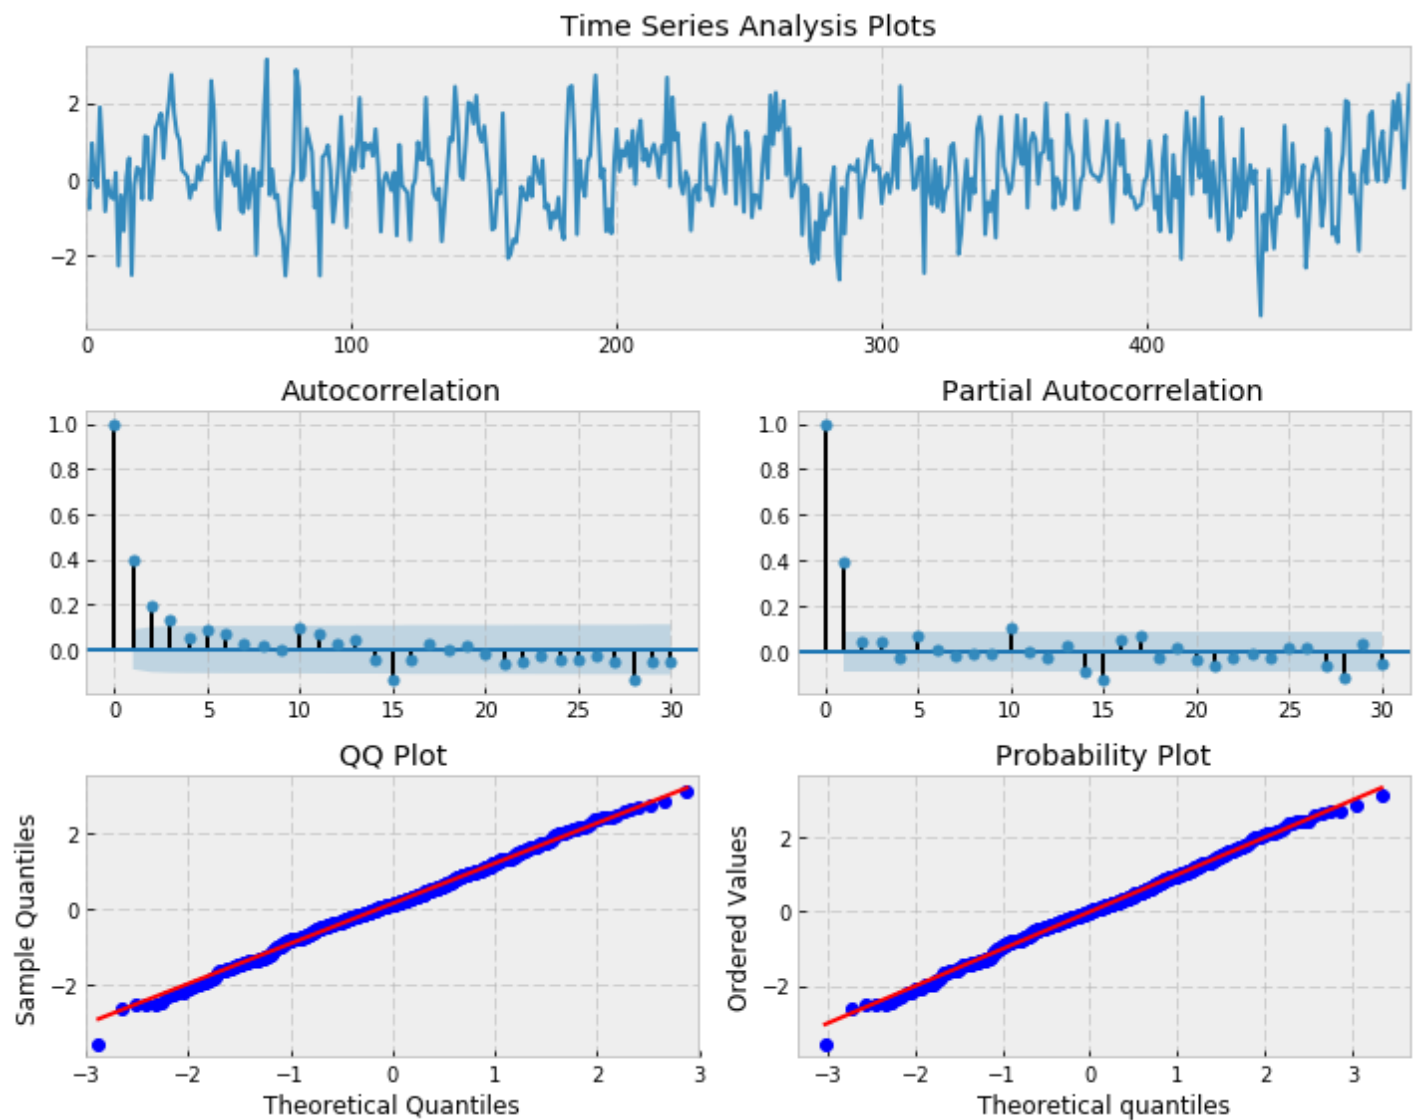 Time Series Analysis Plots
2
0
−2
0 100 200 300 400
Autocorrelation
1.0
0.8
0.6
0.4
0.2
0.0
0 5 10 15 20 25 30
Partial Autocorrelation
1.0
0.8
0.6
0.4
0.2
0.0
0 5 10 15 20 25 30
QQ Plot
Sample Quantiles
2
0
−2
−3 −2 −1 0 1 2 3
Theoretical Quantiles
Probability Plot
Ordered Values
2
0
−2
−3 −2 −1 0 1 2 3
Theoretical quantiles